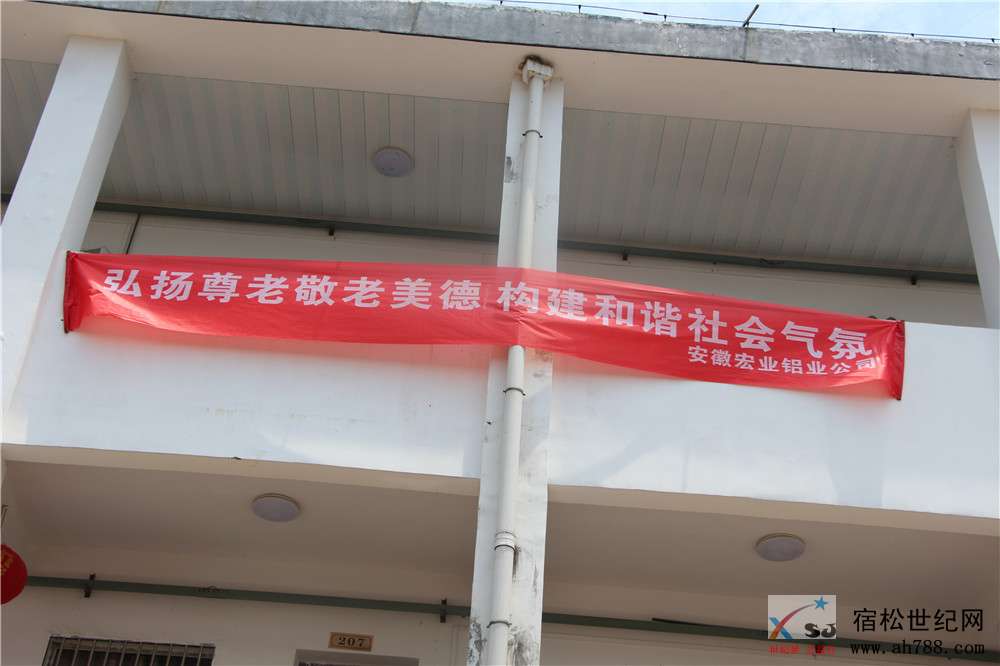 弘扬尊老敬老美德 构建和谐社会气氛
安徽宏业铝业公司
207
XSJ
宿松世纪网
www.ah788.com